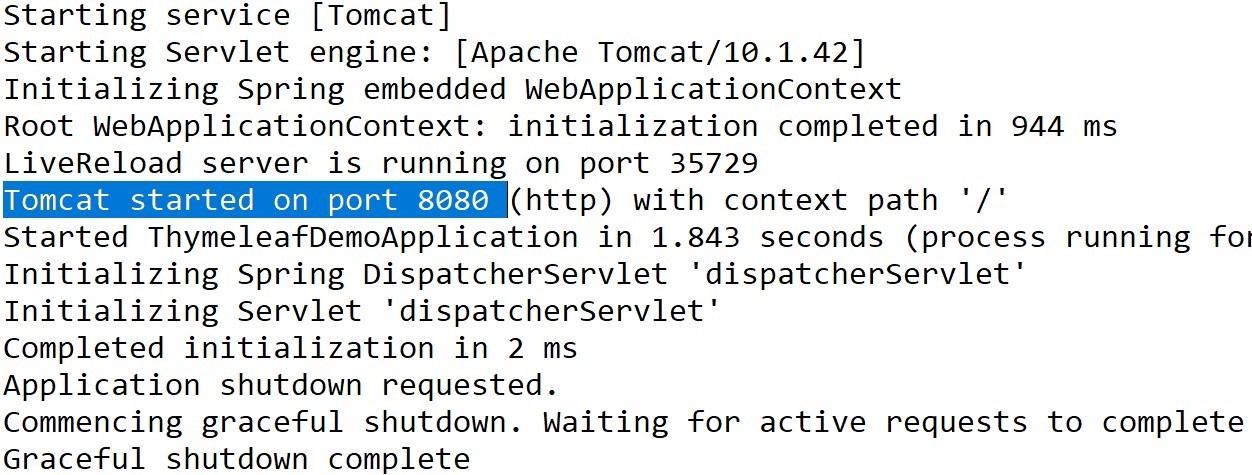 Starting service [Tomcat]
Starting Servlet engine: [Apache Tomcat/10.1.42]
Initializing Spring embedded WebApplicationContext
Root WebApplicationContext: initialization completed in 944 ms
LiveReload server is running on port 35729
Tomcat started on port 8080 (http) with context path '/'
Started ThymeleafDemoApplication in 1.843 seconds (process running for
Initializing Spring DispatcherServlet 'dispatcherServlet'
Initializing Servlet 'dispatcherServlet'
Completed initialization in 2 ms
Application shutdown requested.
Commencing graceful shutdown. Waiting for active requests to complete
Graceful shutdown complete